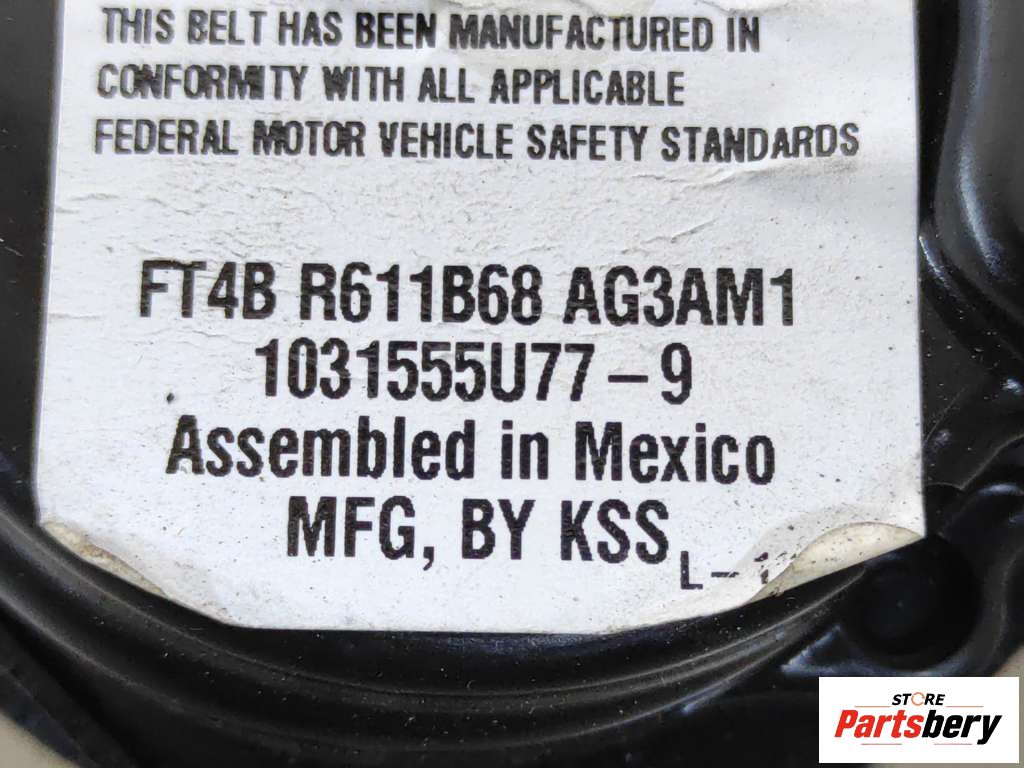 THIS BELT HAS BEEN MANUFACTURED IN
CONFORMITY WITH ALL APPLICABLE
FEDERAL MOTOR VEHICLE SAFETY STANDARDS
FT4B R611B68 AG3AM1
1031555U77-9
Assembled in Mexico
MFG, BY KSS
STORE
Partsbery